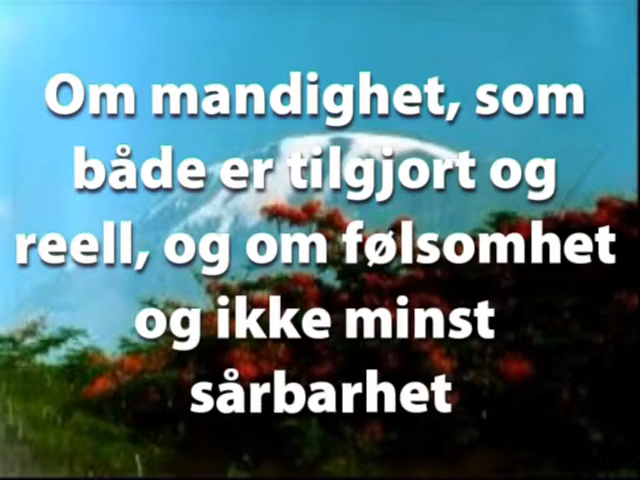 Om mandighet, som
både er tilgjort og
reell, og om følsomhet
og ikke minst
sårbarhet